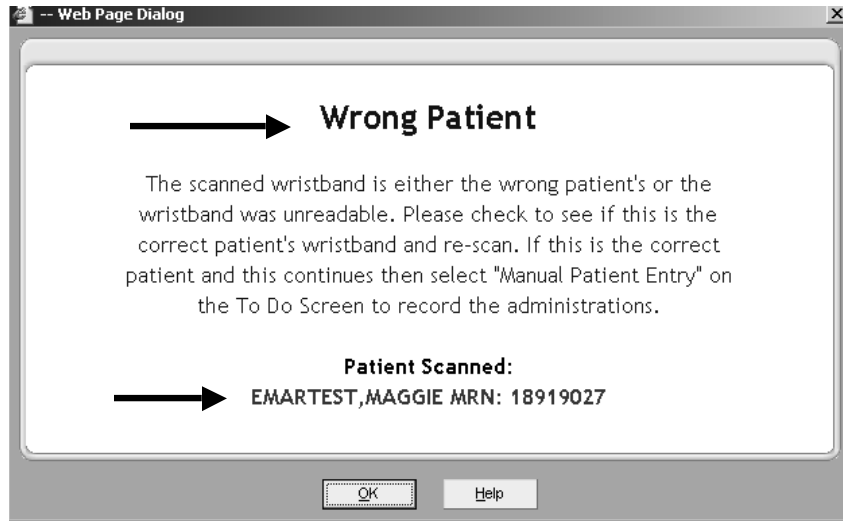 -- Web Page Dialog
Wrong Patient
The scanned wristband is either the wrong patient's or the
wristband was unreadable. Please check to see if this is the
correct patient's wristband and re-scan. If this is the correct
patient and this continues then select "Manual Patient Entry" on
the To Do Screen to record the administrations.
Patient Scanned:
EMARTEST,MAGGIE MRN: 18919027
OK Help